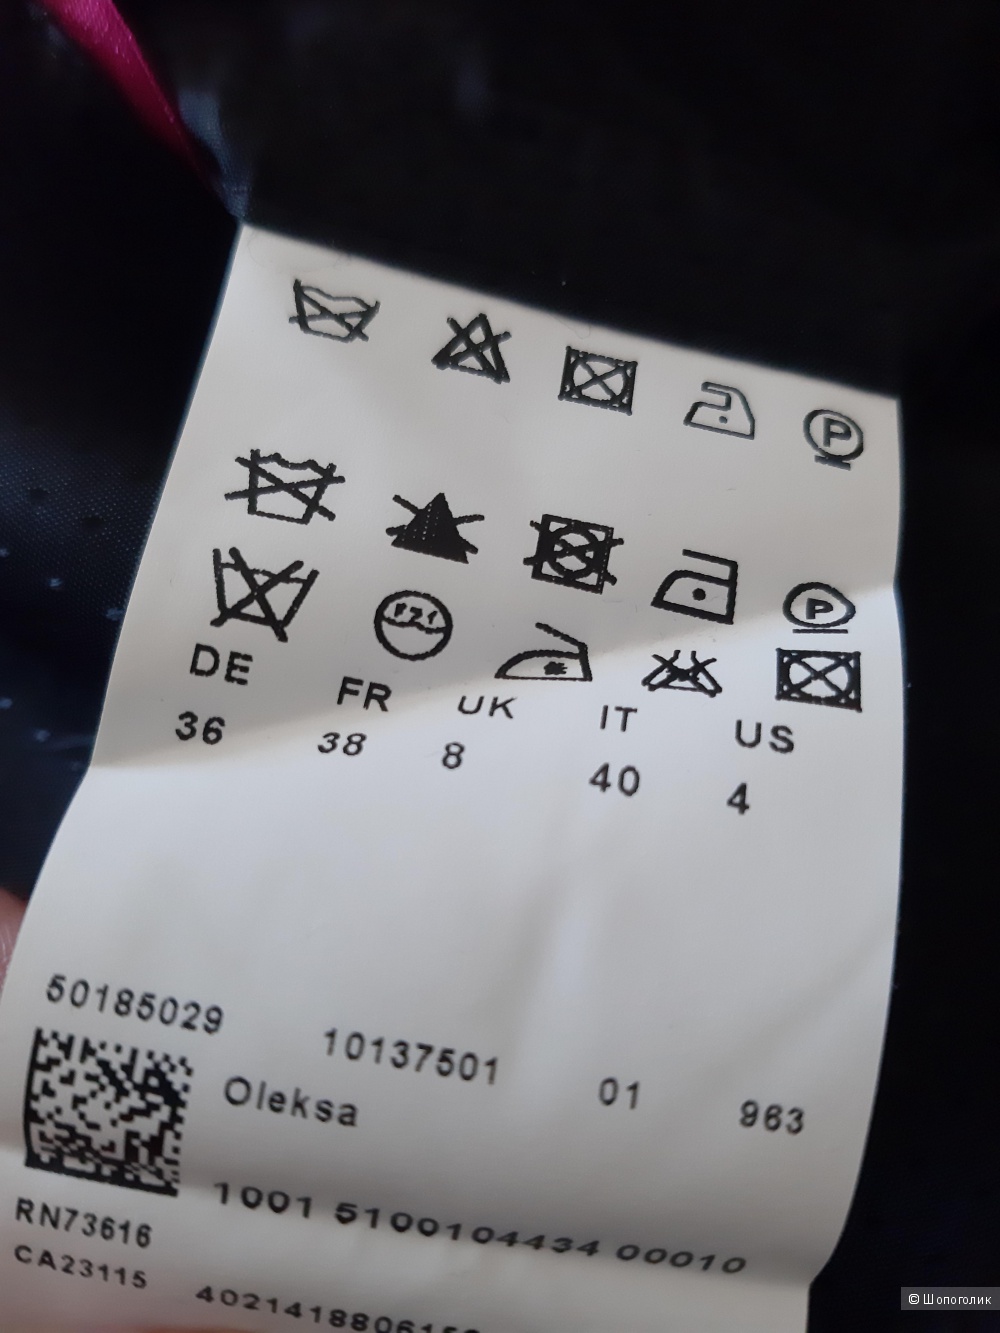 P
P
DE FR UK IT US
36 38 8 40 4
50185029 10137501 01 963
Oleksa
1001 5100104434 00010
RN73616
CA23115
© Шопоголик